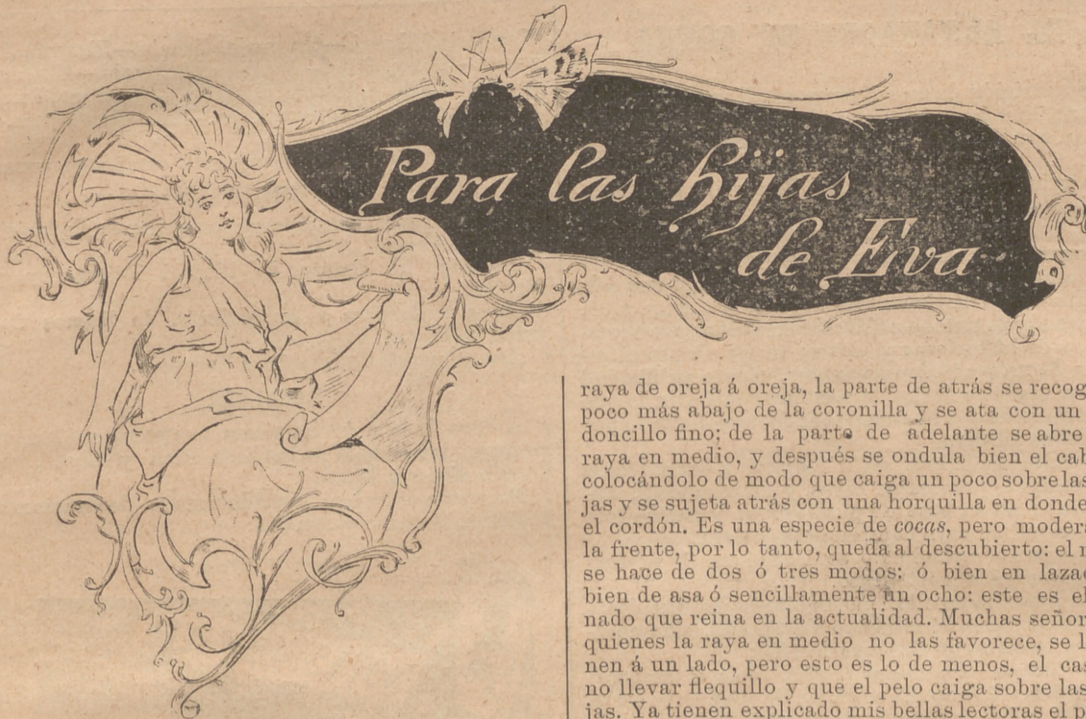 Para las hijas
de Eva
raya de oreja á oreja, la parte de atrás se recog
poco más abajo de la coronilla y se ata con un
doncillo fino; de la parte de adelante se abre
raya en medio, y después se ondula bien el cab
colocándolo de modo que caiga un poco sobre las
jas y se sujeta atrás con una horquilla en donde
el cordón. Es una especie de cocas, pero moder
la frente, por lo tanto, queda al descubierto: el
se hace de dos ó tres modos: ó bien en laza
bien de asa ó sencillamente un ocho: este es el
nado que reina en la actualidad. Muchas señor
quienes la raya en medio no las favorece, se l
nen á un lado, pero esto es lo de menos, el cas
no llevar flequillo y que el pelo caiga sobre las
jas. Ya tienen explicado mis bellas lectoras el p